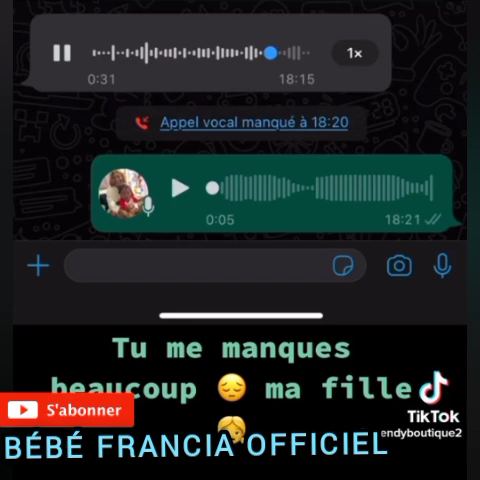 1x
0:31 18:15
Appel vocal manqué à 18:20
0:05 18:21
Tu me manques
beaucoup 😔 ma fille
S'abonner
TikTok
endyboutique2
BÉBÉ FRANCIA OFFICIEL